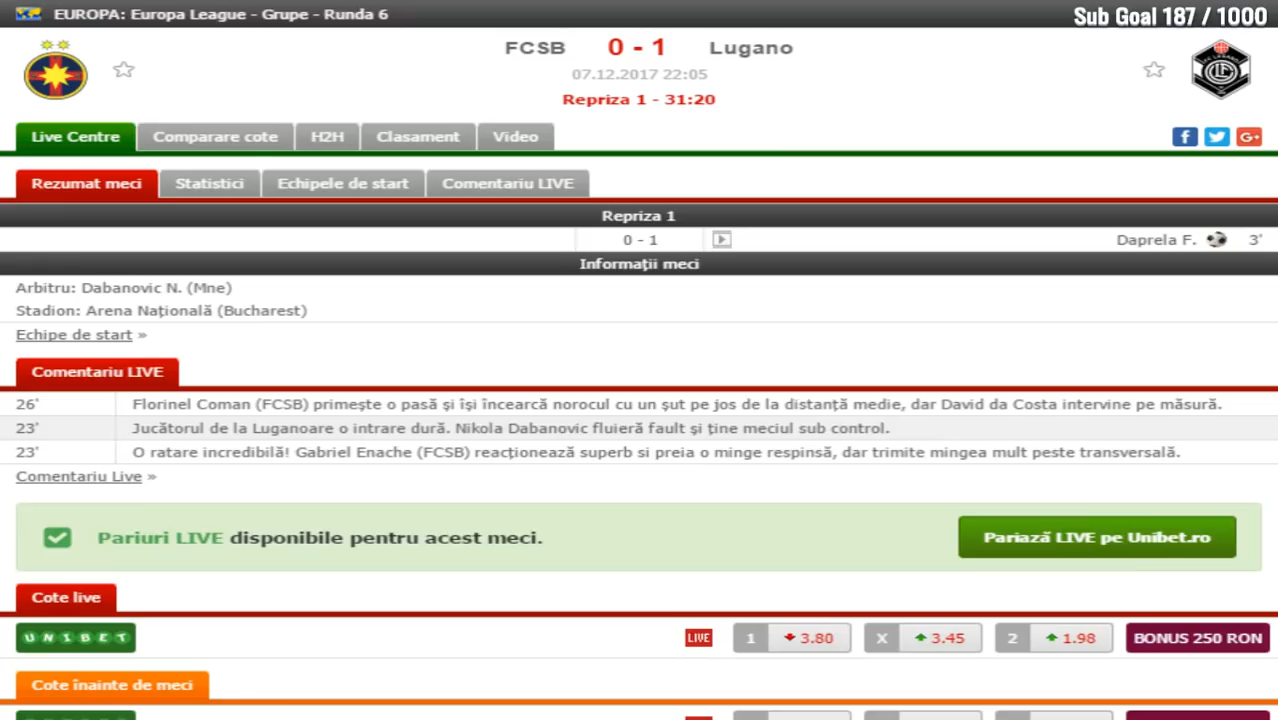 EUROPA: Europa League - Grupe - Runda 6
Sub Goal 187 / 1000
FCSB 0 - 1 Lugano
07.12.2017 22:05
Repriza 1 - 31:20
Live Centre Comparare cote H2H Clasament Video
f G+
Rezumat meci Statistici Echipele de start Comentariu LIVE
Repriza 1
0 - 1 Daprela F. 3'
Informații meci
Arbitru: Dabanovic N. (Mne)
Stadion: Arena Națională (Bucharest)
Echipe de start »
Comentariu LIVE
26' Florinel Coman (FCSB) primește o pasă și își încearcă norocul cu un șut pe jos de la distanță medie, dar David da Costa intervine pe măsură.
23' Jucătorul de la Luganoare o intrare dură. Nikola Dabanovic fluieră fault și ține meciul sub control.
23' O ratare incredibilă! Gabriel Enache (FCSB) reacționează superb si preia o minge respinsă, dar trimite mingea mult peste transversală.
Comentariu Live »
Pariuri LIVE disponibile pentru acest meci.
Pariază LIVE pe Unibet.ro
Cote live
UNIBET LIVE 1 3.80 X 3.45 2 1.98 BONUS 250 RON
Cote înainte de meci